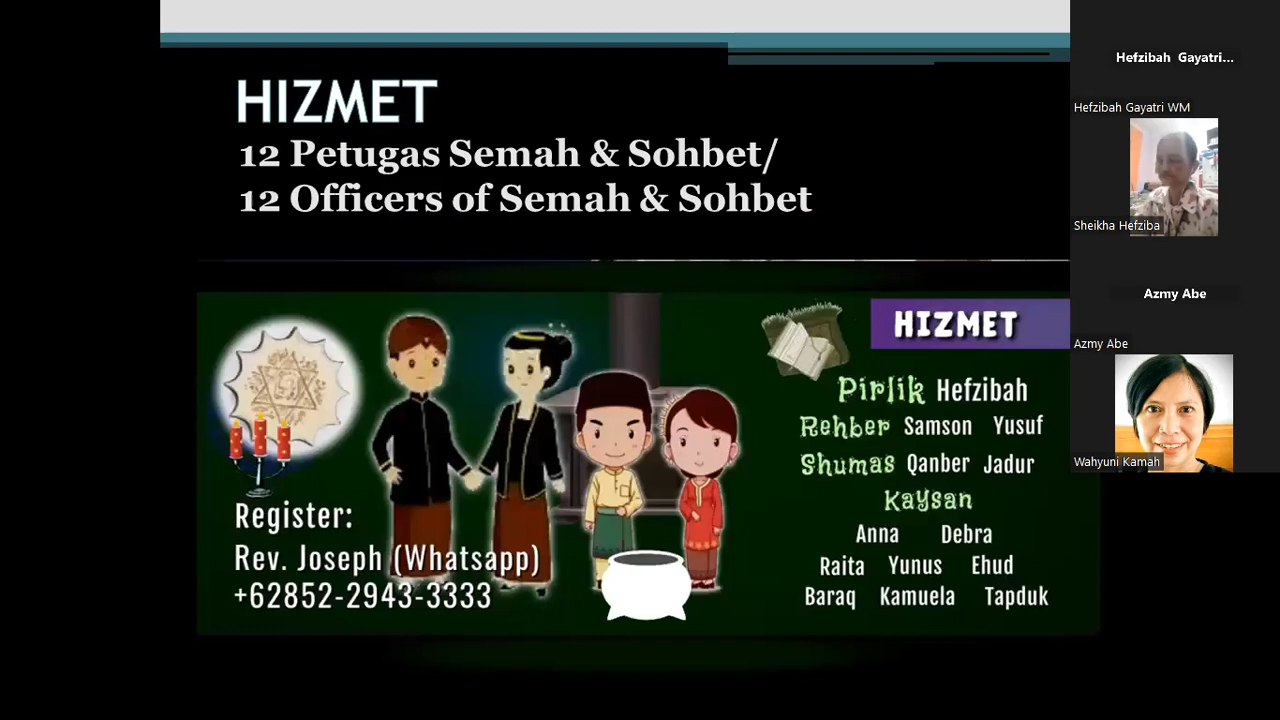 HIZMET
12 Petugas Semah & Sohbet/
12 Officers of Semah & Sohbet
HIZMET
Pirlik Hefzibah
Rehber Samson Yusuf
Shumas Qanber Jadur
Kaysan
Anna Debra
Raita Yunus Ehud
Baraq Kamuela Tapduk
Register:
Rev. Joseph (Whatsapp)
+62852-2943-3333
Hefzibah Gayatri...
Hefzibah Gayatri WM
Sheikha Hefziba
Azmy Abe
Azmy Abe
Wahyuni Kamah